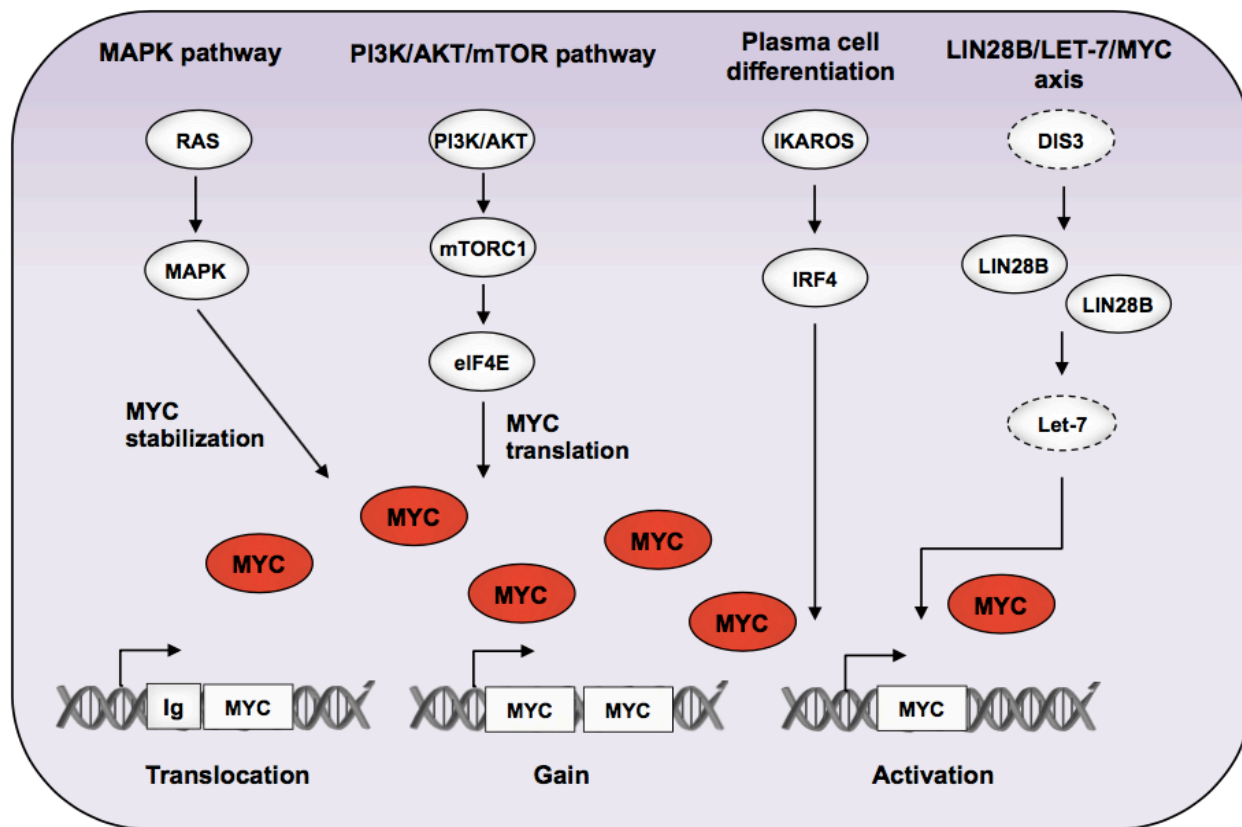 MAPK pathway
PI3K/AKT/mTOR pathway
Plasma cell
differentiation
LIN28B/LET-7/MYC
axis
RAS
PI3K/AKT
IKAROS
DIS3
MAPK
mTORC1
IRF4
LIN28B
LIN28B
eIF4E
Let-7
MYC
stabilization
MYC
translation
MYC
MYC
MYC
MYC
MYC
MYC
Ig
MYC
MYC
MYC
MYC
Translocation
Gain
Activation